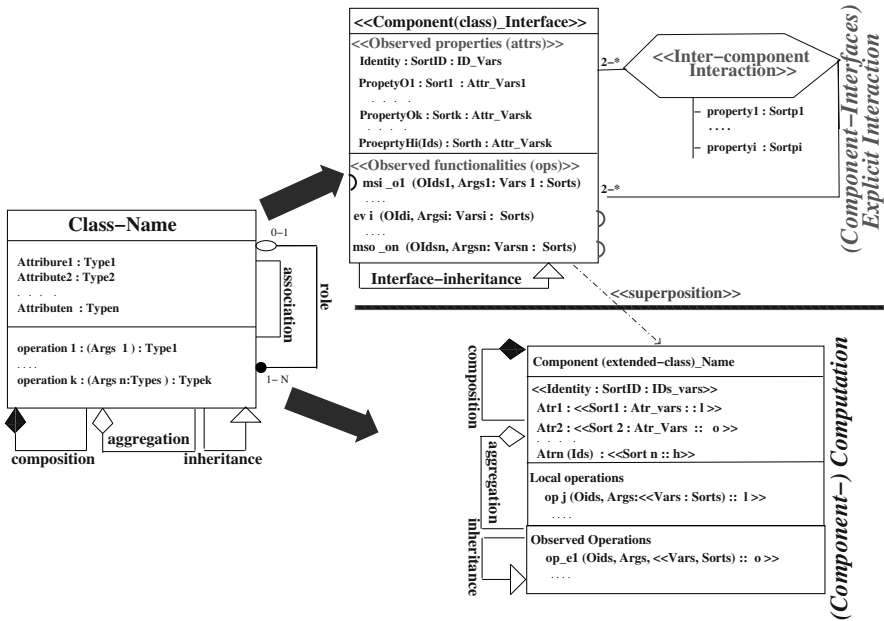 <<Component(class)_Interface>>
<<Observed properties (attrs)>>
Identity : SortID : ID_Vars
PropetyO1 : Sort1 : Attr_Vars1
. . . .
PropertyOk : Sortk : Attr_Varsk
. . . .
ProeprtyHi(Ids) : Sorth : Attr_Varsk
<<Observed functionalities (ops)>>
msi _o1 (OIds1, Args1: Vars 1 : Sorts)
....
ev i (OIdi, Argsi: Varsi : Sorts)
....
mso _on (OIdsn, Argsn: Varsn : Sorts)
Interface−inheritance
2−*
2−*
<<Inter−component
Interaction>>
− property1 : Sortp1
....
− propertyi : Sortpi
(Component−Interfaces)
Explicit Interaction
<<superposition>>
Class−Name
Attribure1 : Type1
Attribute2 : Type2
. . . .
Attributen : Typen
operation 1 : (Args 1 ) : Type1
....
operation k : (Args n:Types ) : Typek
0−1
association
role
1− N
composition
aggregation
inheritance
Component (extended−class)_Name
<<Identity : SortID : IDs_vars>>
Atr1 : <<Sort1 : Atr_vars : : l >>
Atr2 : <<Sort 2 : Atr_Vars :: o >>
. . . .
Atrn (Ids) : <<Sort n :: h>>
Local operations
op j (Oids, Args:<<Vars : Sorts) :: l >>
....
Observed Operations
op_e1 (Oids, Args, <<Vars, Sorts) :: o >>
....
composition
aggregation
inheritance
(Component−) Computation